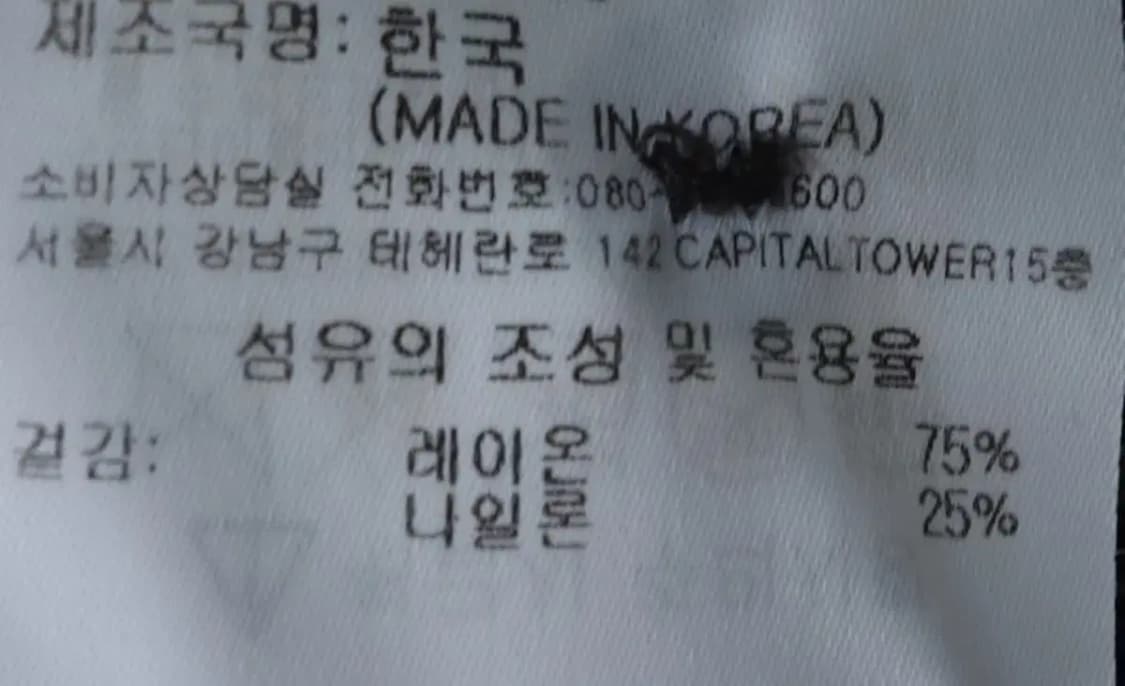 제조국명: 한국
(MADE IN KOREA)
소비자상담실 전화번호:
서울시 강남구 테헤란로 142 CAPITALTOWER15층
섬유의 조성 및 혼용율
겉감: 레이온 75%
나일론 25%